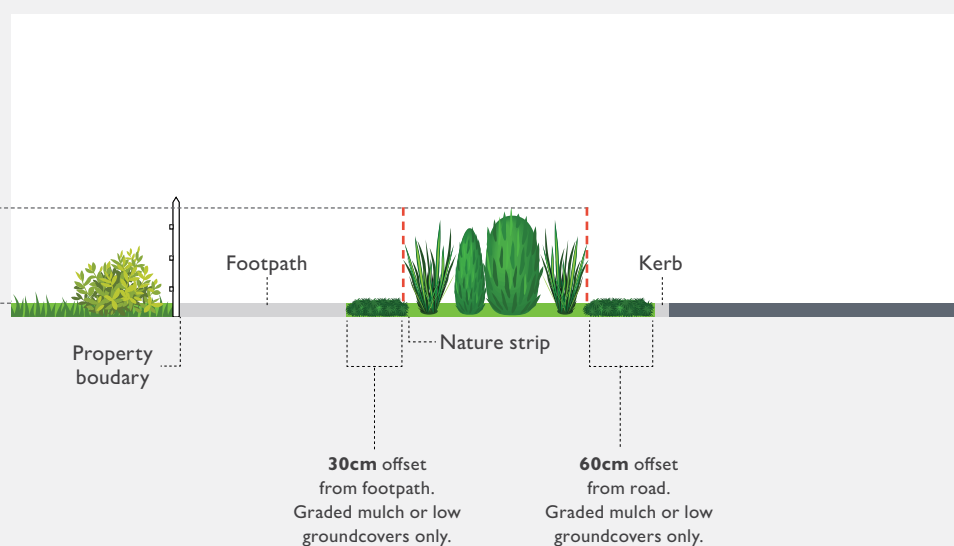 Footpath
Kerb
Nature strip
Property
boudary
30cm offset
from footpath.
Graded mulch or low
groundcovers only.
60cm offset
from road.
Graded mulch or low
groundcovers only.